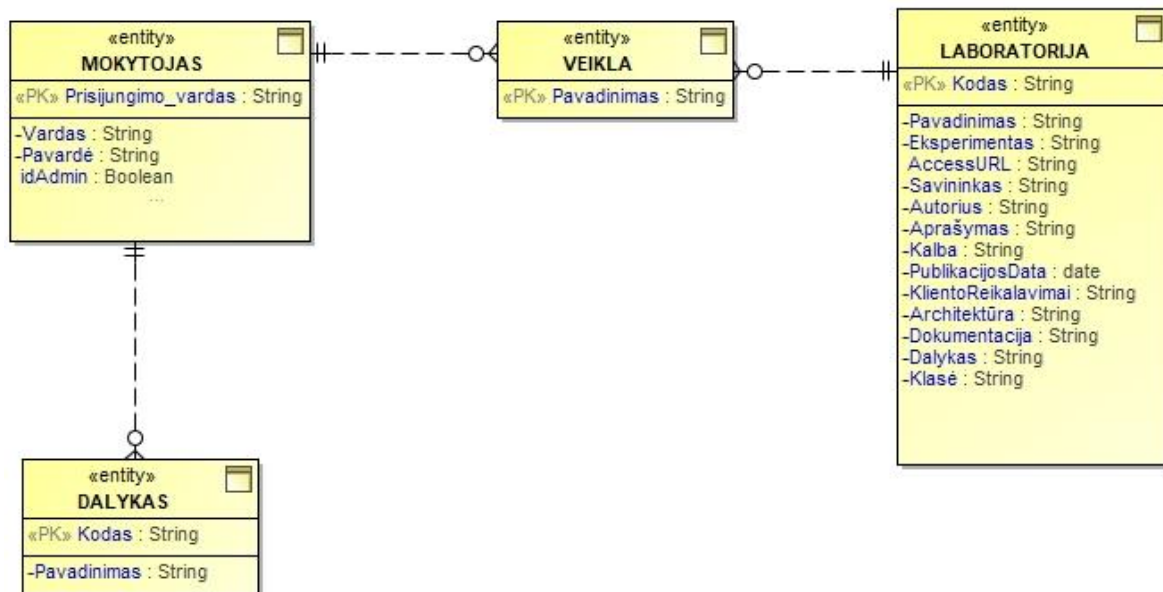 «entity»
MOKYTOJAS
«PK» Prisijungimo_vardas : String
-Vardas : String
-Pavardė : String
idAdmin : Boolean
...
«entity»
VEIKLA
«PK» Pavadinimas : String
«entity»
LABORATORIJA
«PK» Kodas : String
-Pavadinimas : String
-Eksperimentas : String
AccessURL : String
-Savininkas : String
-Autorius : String
-Aprašymas : String
-Kalba : String
-PublikacijosData : date
-KlientoReikalavimai : String
-Architektūra : String
-Dokumentacija : String
-Dalykas : String
-Klasė : String
«entity»
DALYKAS
«PK» Kodas : String
-Pavadinimas : String